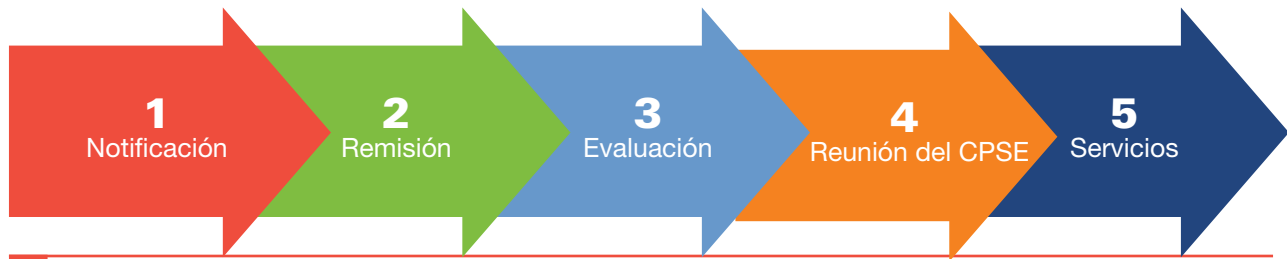 1
Notificación
2
Remisión
3
Evaluación
4
Reunión del CPSE
5
Servicios